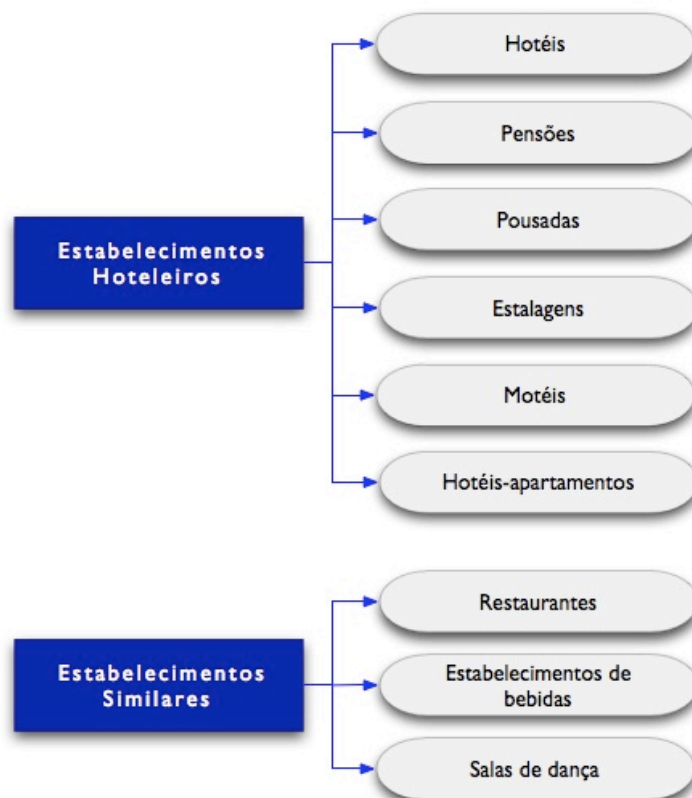 Estabelecimentos
Hoteleiros
Hotéis
Pensões
Pousadas
Estalagens
Motéis
Hotéis-apartamentos
Estabelecimentos
Similares
Restaurantes
Estabelecimentos de
bebidas
Salas de dança